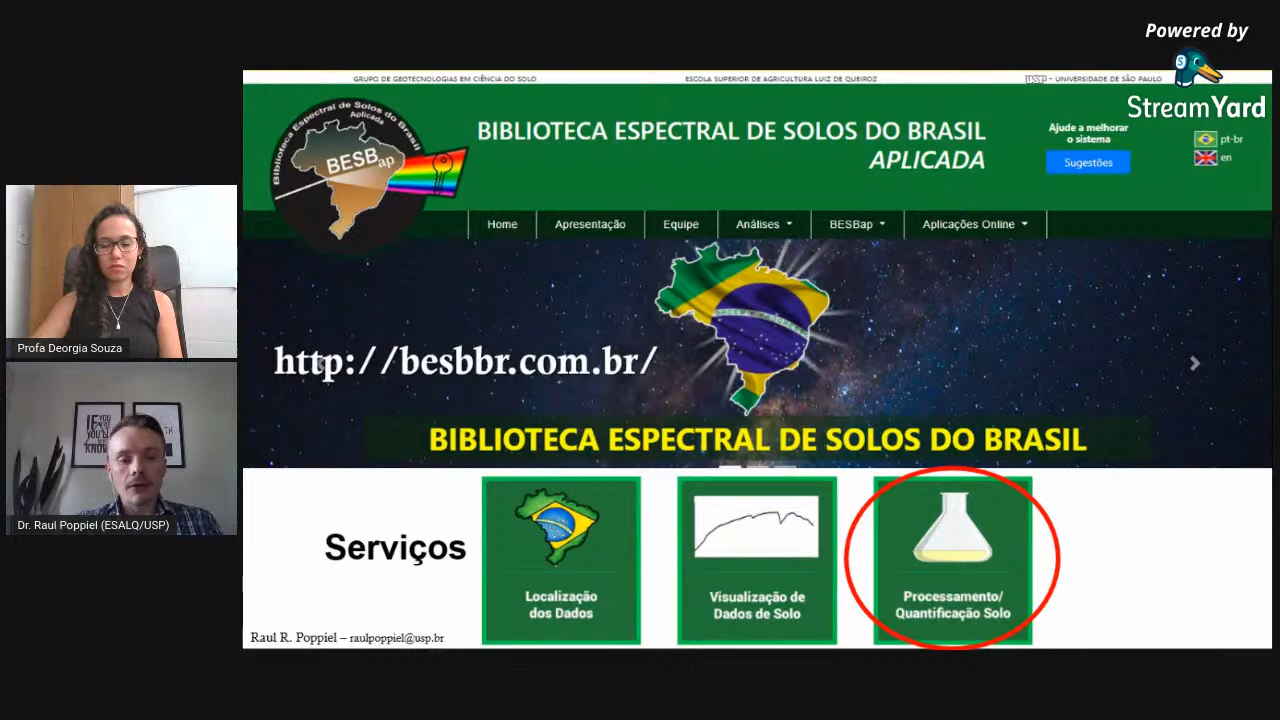 Powered by
StreamYard
GRUPO DE GEOTECNOLOGIAS EM CIÊNCIA DO SOLO
ESCOLA SUPERIOR DE AGRICULTURA LUIZ DE QUEIROZ
USP - UNIVERSIDADE DE SÃO PAULO
Biblioteca Espectral de Solos do Brasil
Aplicada
BESBap
BIBLIOTECA ESPECTRAL DE SOLOS DO BRASIL
APLICADA
Ajude a melhorar
o sistema
Sugestões
pt-br
en
Home
Apresentação
Equipe
Análises
BESBap
Aplicações Online
http://besbbr.com.br/
BIBLIOTECA ESPECTRAL DE SOLOS DO BRASIL
Serviços
Localização
dos Dados
Visualização de
Dados de Solo
Processamento/
Quantificação Solo
Raul R. Poppiel – raulpoppiel@usp.br
Profa Deorgia Souza
IF YOU
Dr. Raul Poppiel (ESALQ/USP)